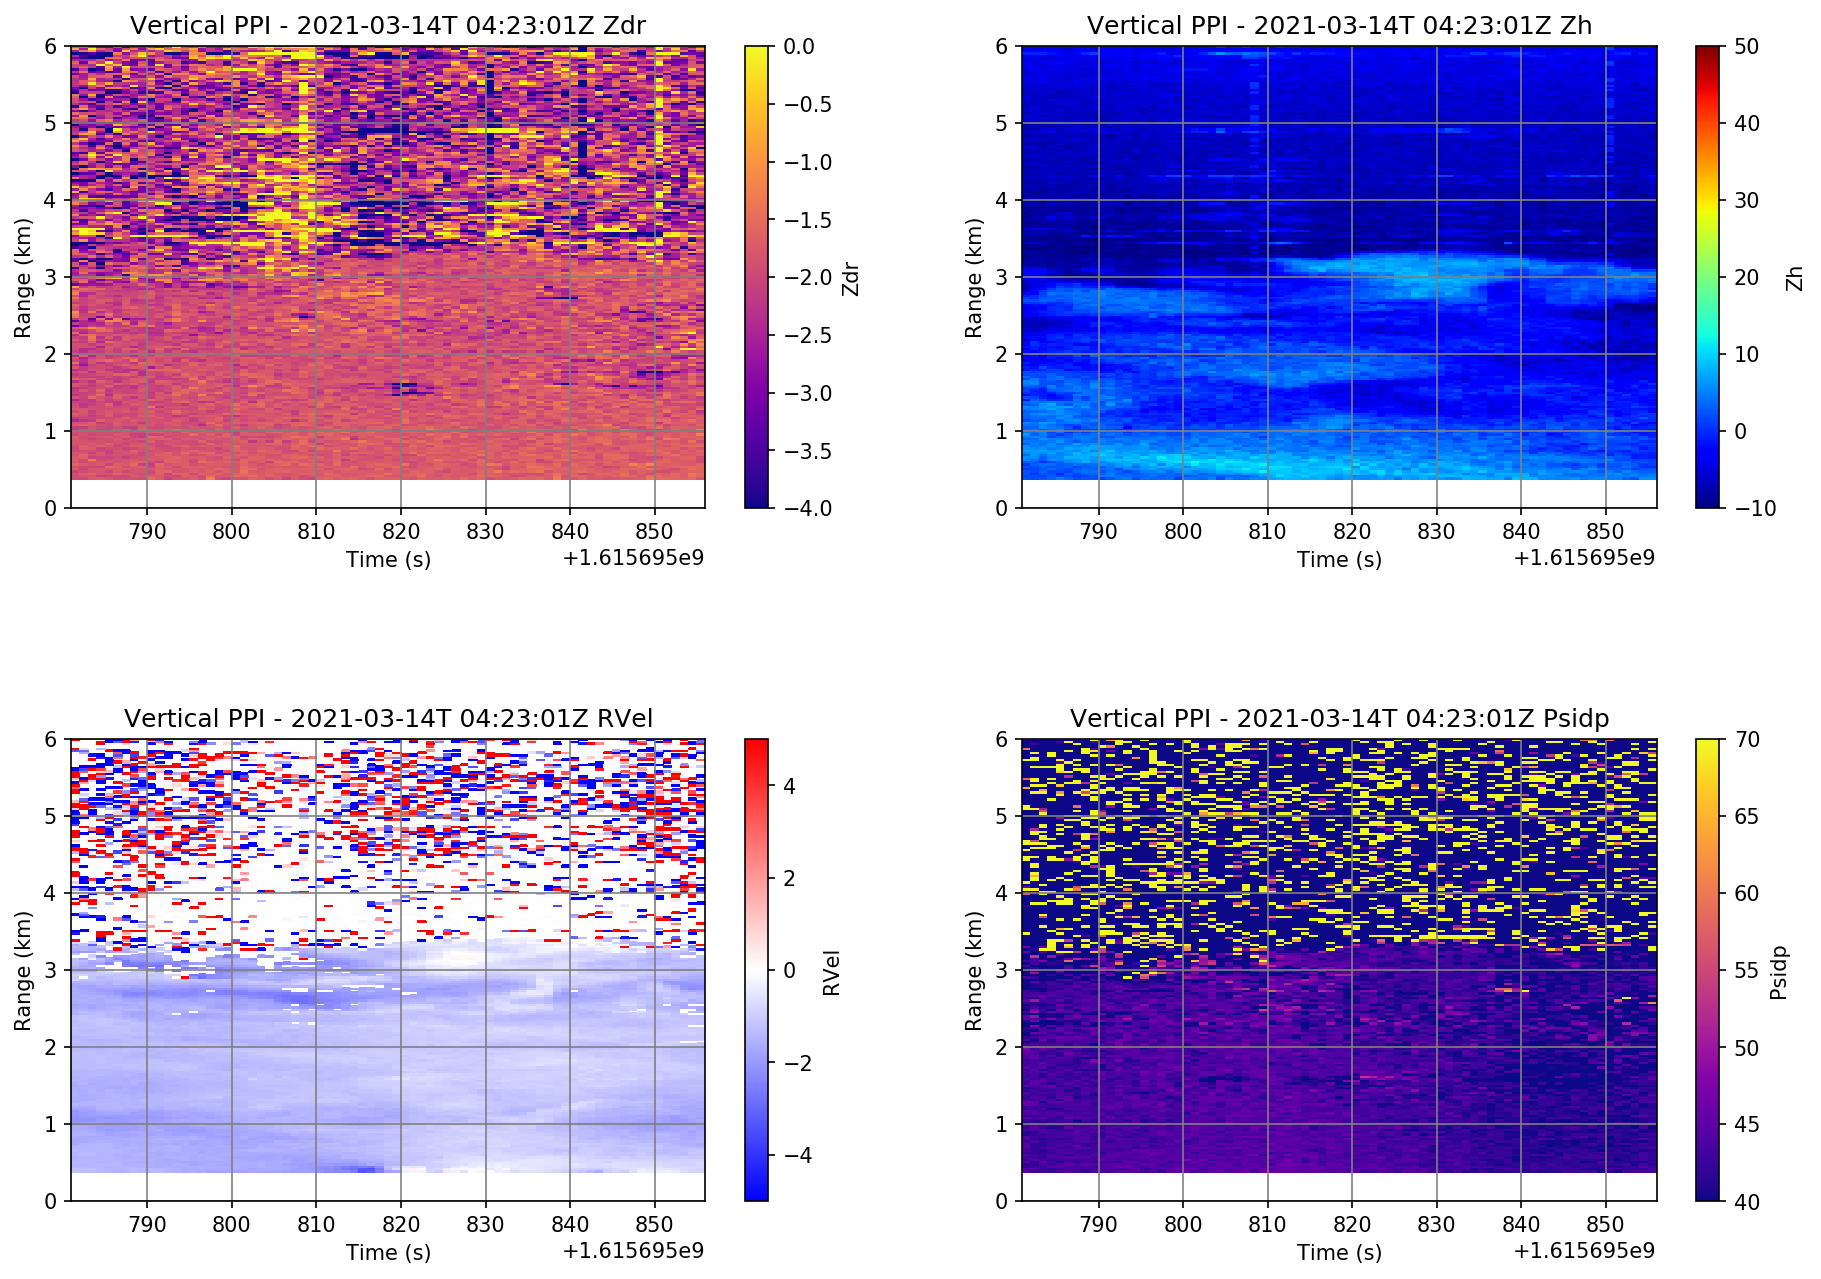 Vertical PPI - 2021-03-14T 04:23:01Z Zdr
6
5
4
3
2
1
0
Range (km)
790 800 810 820 830 840 850
Time (s)
+1.615695e9
0.0
−0.5
−1.0
−1.5
−2.0
−2.5
−3.0
−3.5
−4.0
Zdr
Vertical PPI - 2021-03-14T 04:23:01Z Zh
6
5
4
3
2
1
0
Range (km)
790 800 810 820 830 840 850
Time (s)
+1.615695e9
50
40
30
20
10
0
−10
Zh
Vertical PPI - 2021-03-14T 04:23:01Z RVel
6
5
4
3
2
1
0
Range (km)
790 800 810 820 830 840 850
Time (s)
+1.615695e9
4
2
0
−2
−4
RVel
Vertical PPI - 2021-03-14T 04:23:01Z Psidp
6
5
4
3
2
1
0
Range (km)
790 800 810 820 830 840 850
Time (s)
+1.615695e9
70
65
60
55
50
45
40
Psidp